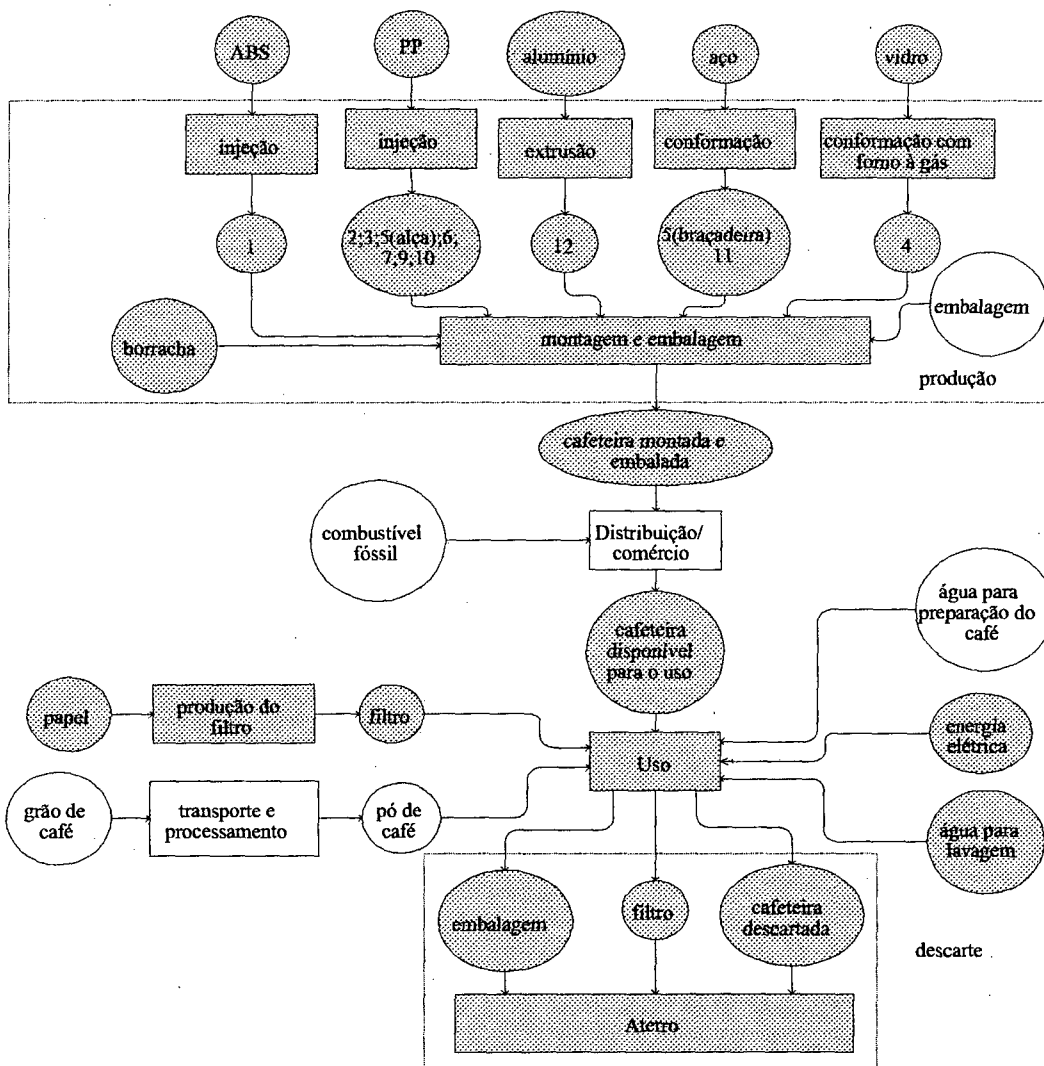 ABS
PP
alumínio
aço
vidro
injeção
injeção
extrusão
conformação
conformação com
forno à gás
1
2;3;5(alça);6,
7,9,10
12
5(braçadeira)
11
4
embalagem
borracha
montagem e embalagem
produção
cafeteira montada e
embalada
combustível
fóssil
Distribuição/
comércio
água para
preparação do
café
cafeteira
disponível
para o uso
papel
produção do
filtro
filtro
energia
elétrica
Uso
grão de
café
transporte e
processamento
pó de
café
água para
lavagem
embalagem
filtro
cafeteira
descartada
descarte
Aterro